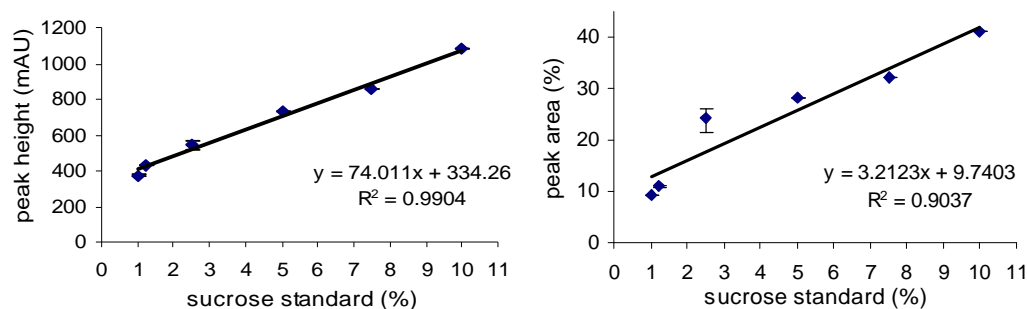 1200
1000
800
600
400
200
0
peak height (mAU)
y = 74.011x + 334.26
R² = 0.9904
0 1 2 3 4 5 6 7 8 9 10 11
sucrose standard (%)
40
30
20
10
0
peak area (%)
y = 3.2123x + 9.7403
R² = 0.9037
0 1 2 3 4 5 6 7 8 9 10 11
sucrose standard (%)